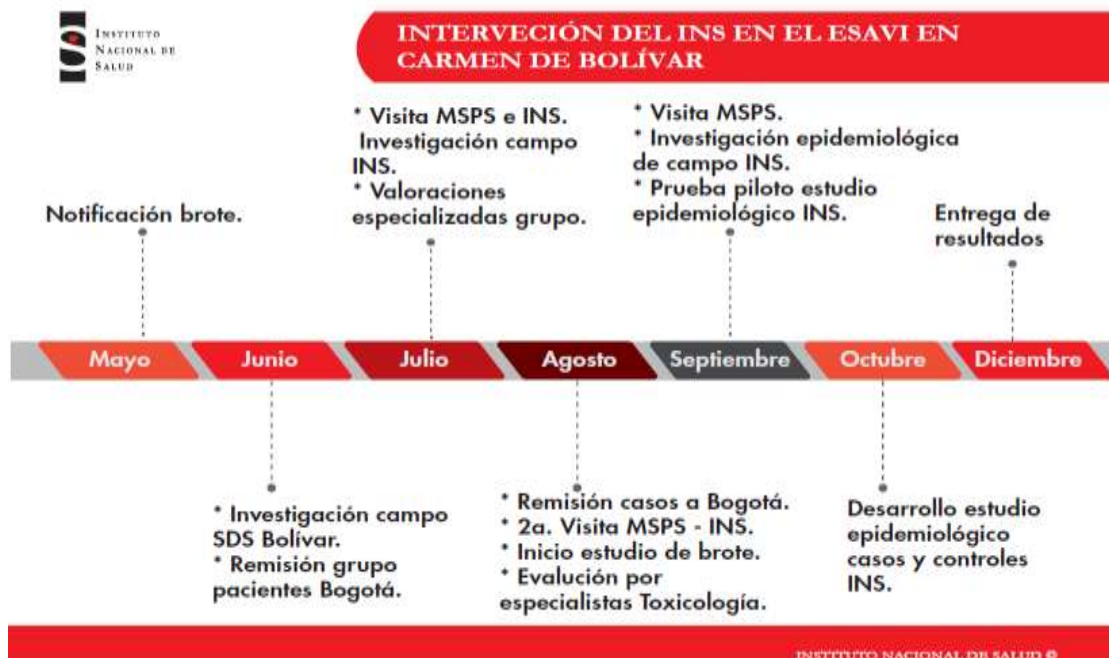 INSTITUTO
NACIONAL DE
SALUD
INTERVECIÓN DEL INS EN EL ESAVI EN
CARMEN DE BOLÍVAR
Notificación brote.
* Visita MSPS e INS.
Investigación campo
INS.
* Valoraciones
especializadas grupo.
* Visita MSPS.
* Investigación epidemiológica
de campo INS.
* Prueba piloto estudio
epidemiológico INS.
Entrega de
resultados
Mayo
Junio
Julio
Agosto
Septiembre
Octubre
Diciembre
* Investigación campo
SDS Bolívar.
* Remisión grupo
pacientes Bogotá.
* Remisión casos a Bogotá.
* 2a. Visita MSPS - INS.
* Inicio estudio de brote.
* Evalución por
especialistas Toxicología.
Desarrollo estudio
epidemiológico
casos y controles
INS.
INSTITUTO NACIONAL DE SALUD ©